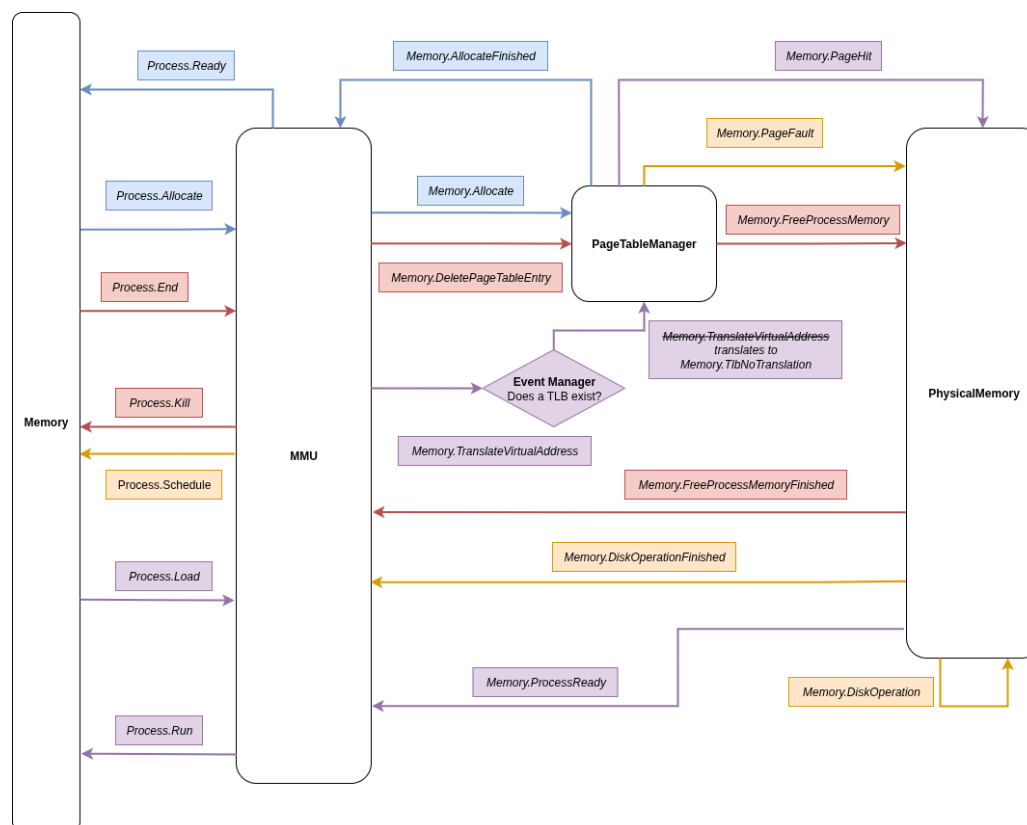 Memory.AllocateFinished
Memory.PageHit
Process.Ready
Memory.PageFault
Process.Allocate
Memory.Allocate
Memory.FreeProcessMemory
PageTableManager
Memory.DeletePageTableEntry
Process.End
Memory.TranslateVirtualAddress
translates to
Memory.TlbNoTranslation
Event Manager
Does a TLB exist?
PhysicalMemory
Process.Kill
Memory
MMU
Memory.TranslateVirtualAddress
Process.Schedule
Memory.FreeProcessMemoryFinished
Memory.DiskOperationFinished
Process.Load
Memory.ProcessReady
Memory.DiskOperation
Process.Run